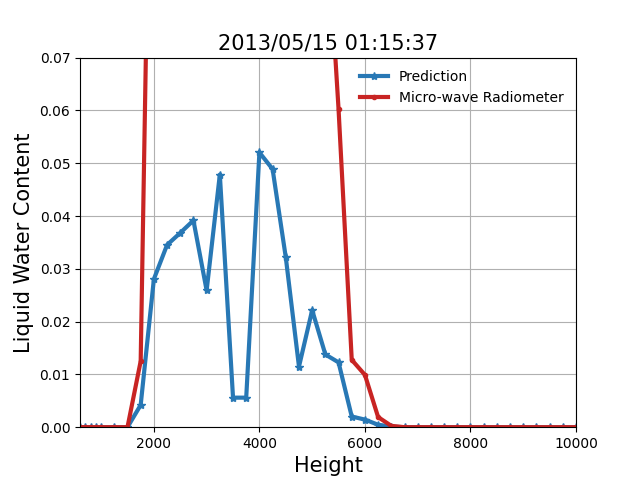 2013/05/15 01:15:37
0.07
0.06
0.05
0.04
0.03
0.02
0.01
0.00
Liquid Water Content
Prediction
Micro-wave Radiometer
2000 4000 6000 8000 10000
Height